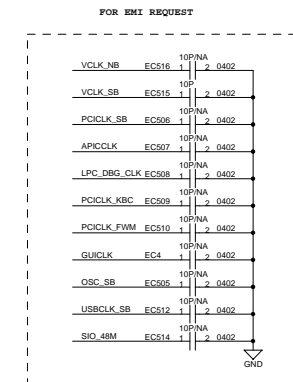 FOR EMI REQUEST
10P/NA
VCLK_NB EC516 1 2 0402
10P
VCLK_SB EC515 1 2 0402
10P/NA
PCICLK_SB EC506 1 2 0402
10P/NA
APICCLK EC507 1 2 0402
10P/NA
LPC_DBG_CLK EC508 1 2 0402
10P/NA
PCICLK_KBC EC509 1 2 0402
10P/NA
PCICLK_FWM EC510 1 2 0402
10P/NA
GUICLK EC4 1 2 0402
10P/NA
OSC_SB EC505 1 2 0402
10P/NA
USBCLK_SB EC512 1 2 0402
10P/NA
SIO_48M EC514 1 2 0402
GND